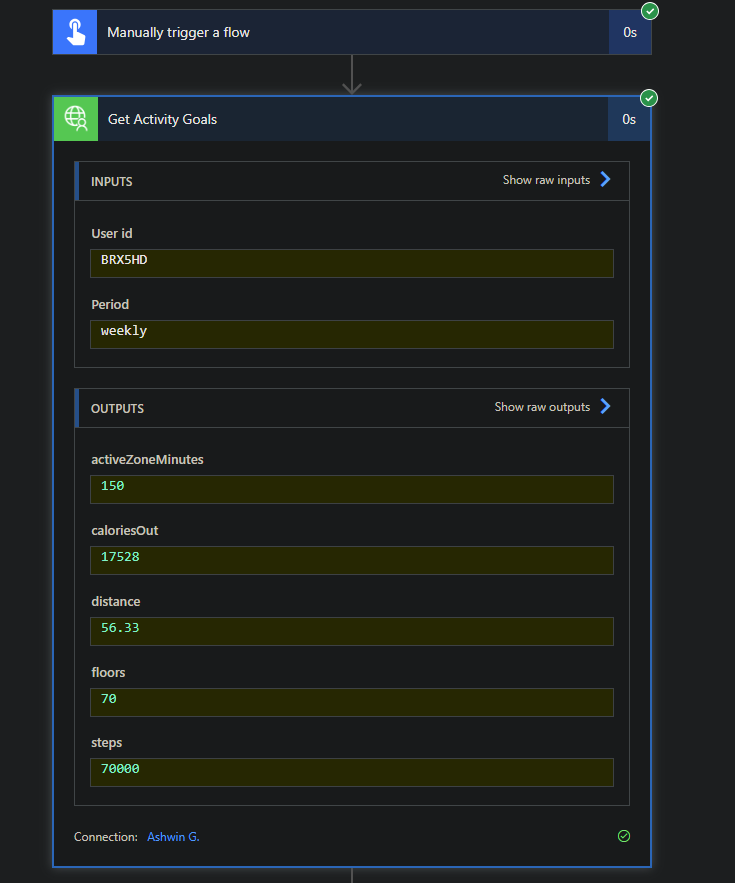 Manually trigger a flow 0s
Get Activity Goals 0s
INPUTS Show raw inputs
User id
BRX5HD
Period
weekly
OUTPUTS Show raw outputs
activeZoneMinutes
150
caloriesOut
17528
distance
56.33
floors
70
steps
70000
Connection: Ashwin G.